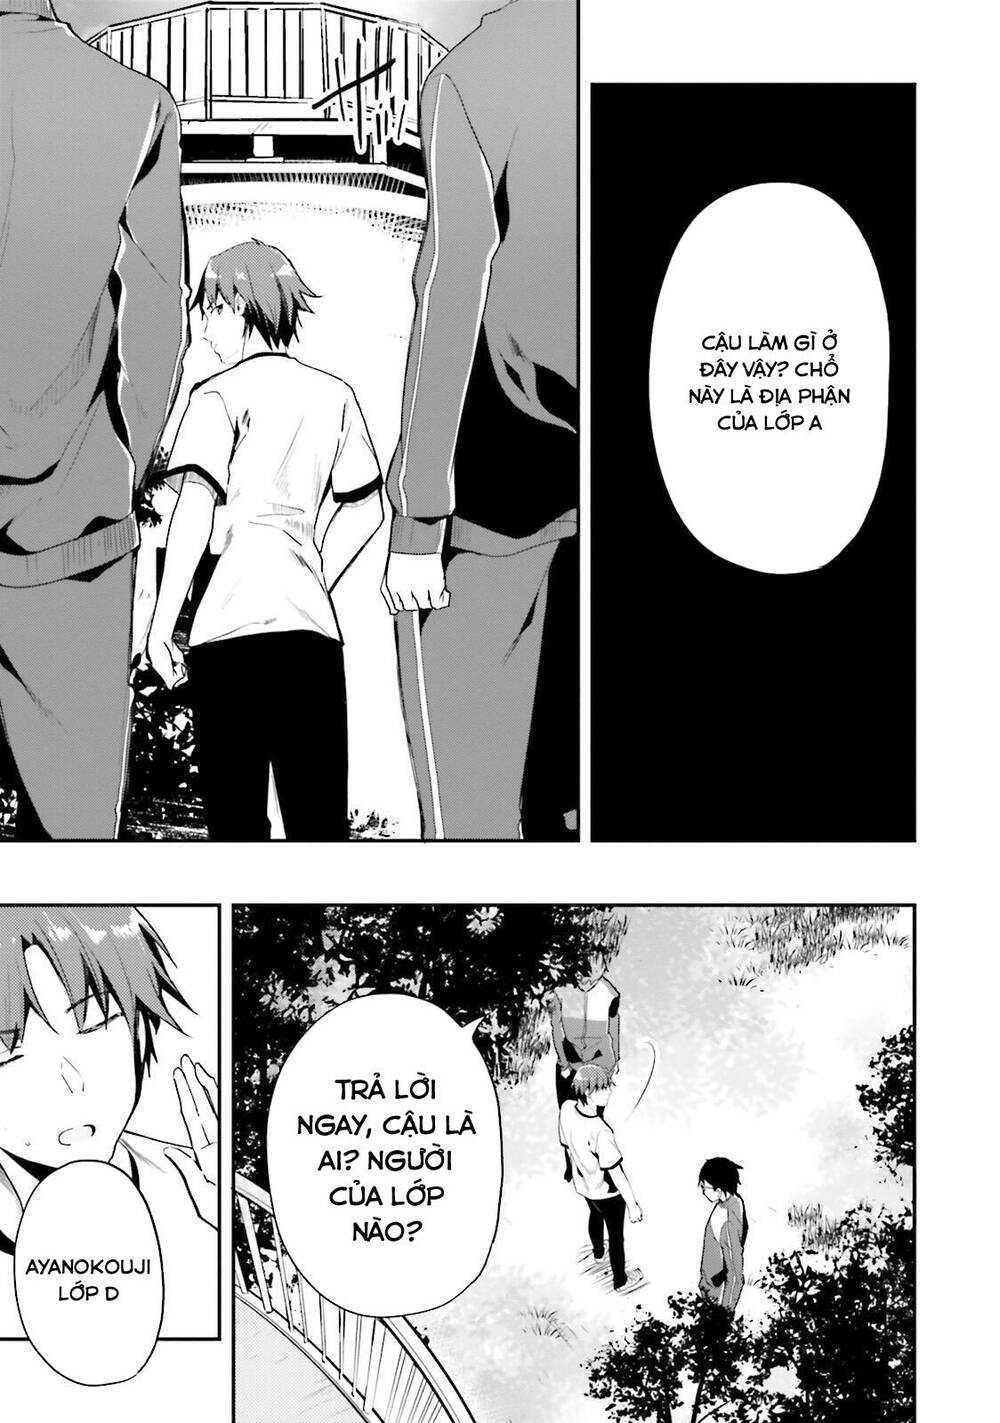 CẬU LÀM GÌ Ở
ĐÂY VẬY? CHỔ
NÀY LÀ ĐỊA PHẬN
CỦA LỚP A
TRẢ LỜI
NGAY, CẬU LÀ
AI? NGƯỜI
CỦA LỚP
NÀO?
AYANOKOUJI
LỚP D